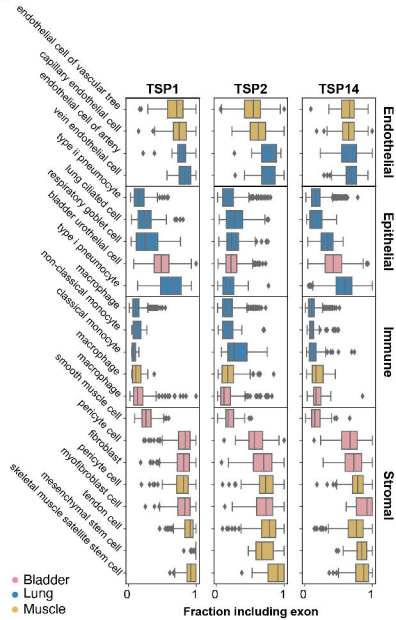 TSP1 TSP2 TSP14
endothelial cell of vascular tree
capillary endothelial cell
endothelial cell of artery
vein endothelial cell
type ii pneumocyte
lung ciliated cell
respiratory goblet cell
bladder urothelial cell
type i pneumocyte
macrophage
non-classical monocyte
classical monocyte
macrophage
macrophage
smooth muscle cell
pericyte cell
fibroblast
pericyte cell
myofibroblast cell
tendon cell
mesenchymal stem cell
skeletal muscle satellite stem cell
Endothelial
Epithelial
Immune
Stromal
0 1 0 1 0 1
Fraction including exon
Bladder
Lung
Muscle